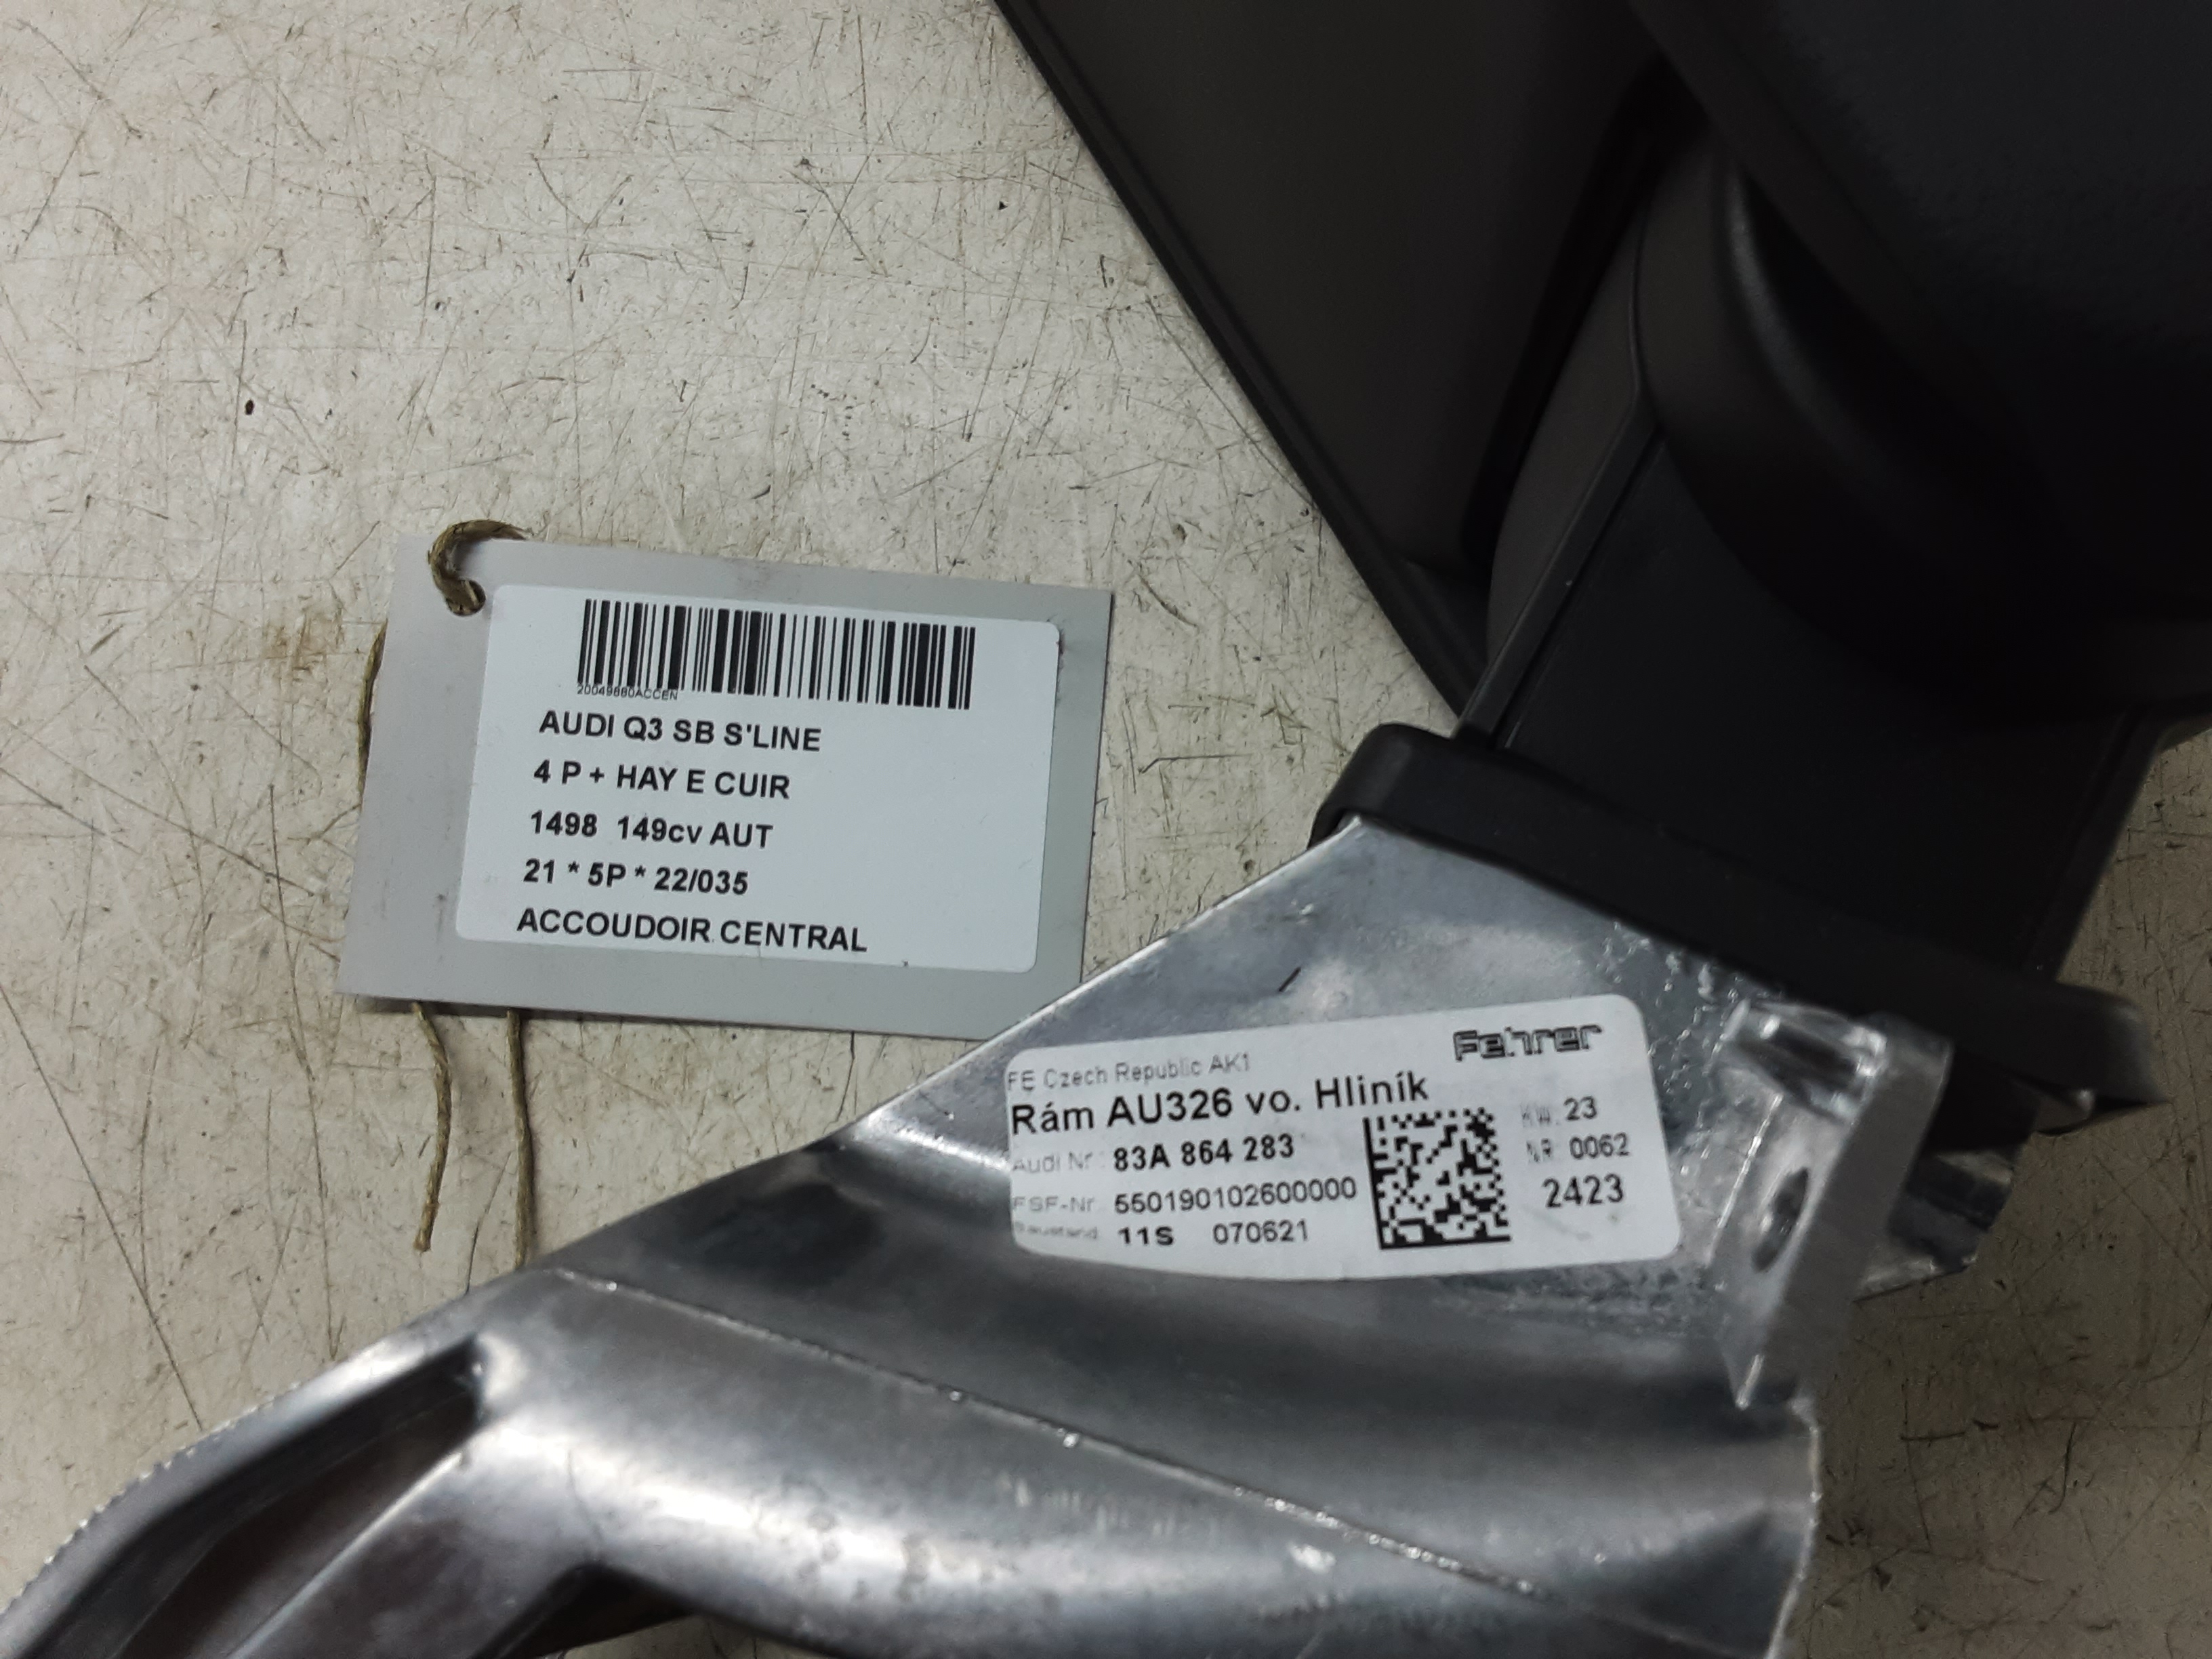 20049880ACCEN
AUDI Q3 SB S'LINE
4 P + HAY E CUIR
1498 149cv AUT
21 * 5P * 22/035
ACCOUDOIR CENTRAL
Fehrer
FE Czech Republic AK1
Rám AU326 vo. Hliník
KW. 23
Audi Nr: 83A 864 283
NR 0062
FSF-Nr. 550190102600000
2423
Baustand. 11S 070621